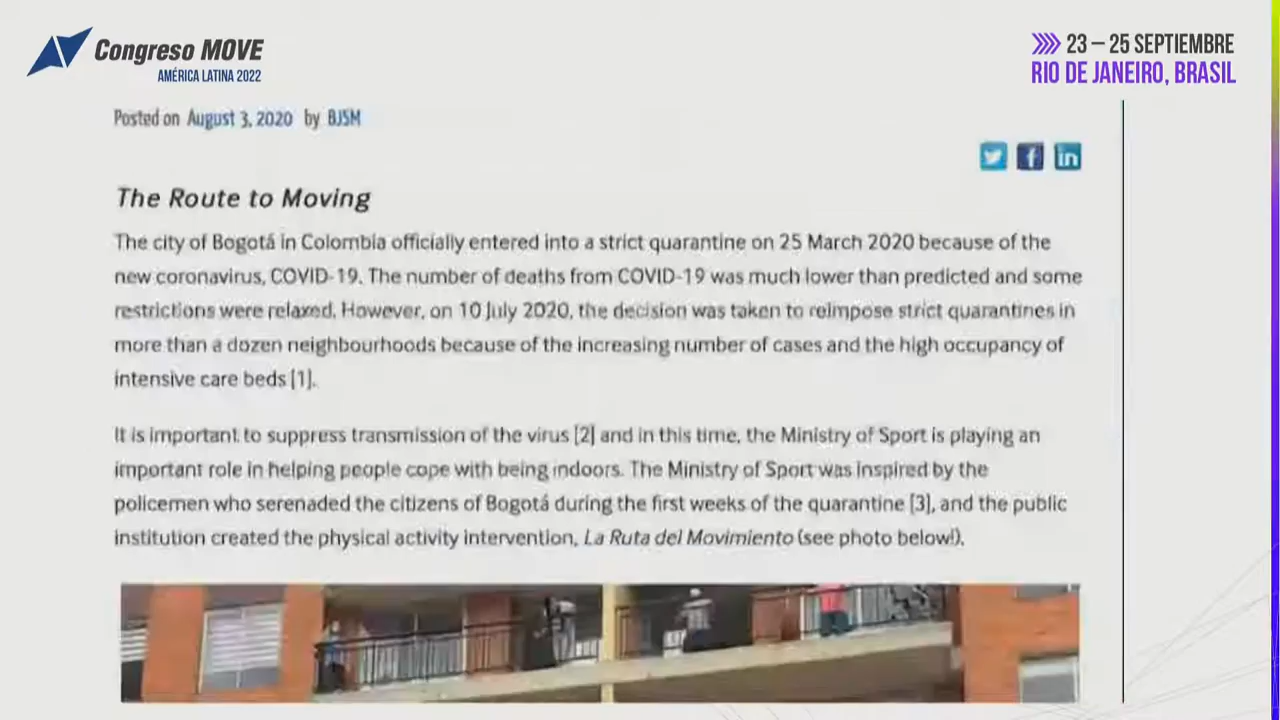 Congreso MOVE
AMÉRICA LATINA 2022
23 – 25 SEPTIEMBRE
RIO DE JANEIRO, BRASIL
Posted on August 3, 2020 by BJSM
The Route to Moving
The city of Bogotá in Colombia officially entered into a strict quarantine on 25 March 2020 because of the
new coronavirus, COVID-19. The number of deaths from COVID-19 was much lower than predicted and some
restrictions were relaxed. However, on 10 July 2020, the decision was taken to reimpose strict quarantines in
more than a dozen neighbourhoods because of the increasing number of cases and the high occupancy of
intensive care beds [1].
It is important to suppress transmission of the virus [2] and in this time, the Ministry of Sport is playing an
important role in helping people cope with being indoors. The Ministry of Sport was inspired by the
policemen who serenaded the citizens of Bogotá during the first weeks of the quarantine [3], and the public
institution created the physical activity intervention, La Ruta del Movimiento (see photo below!).